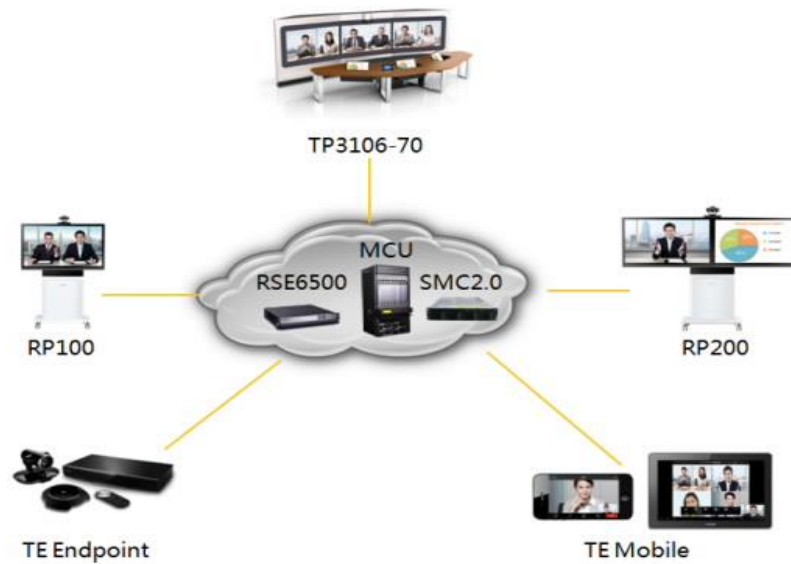 TP3106-70
MCU
RSE6500
SMC2.0
RP100
RP200
TE Endpoint
TE Mobile